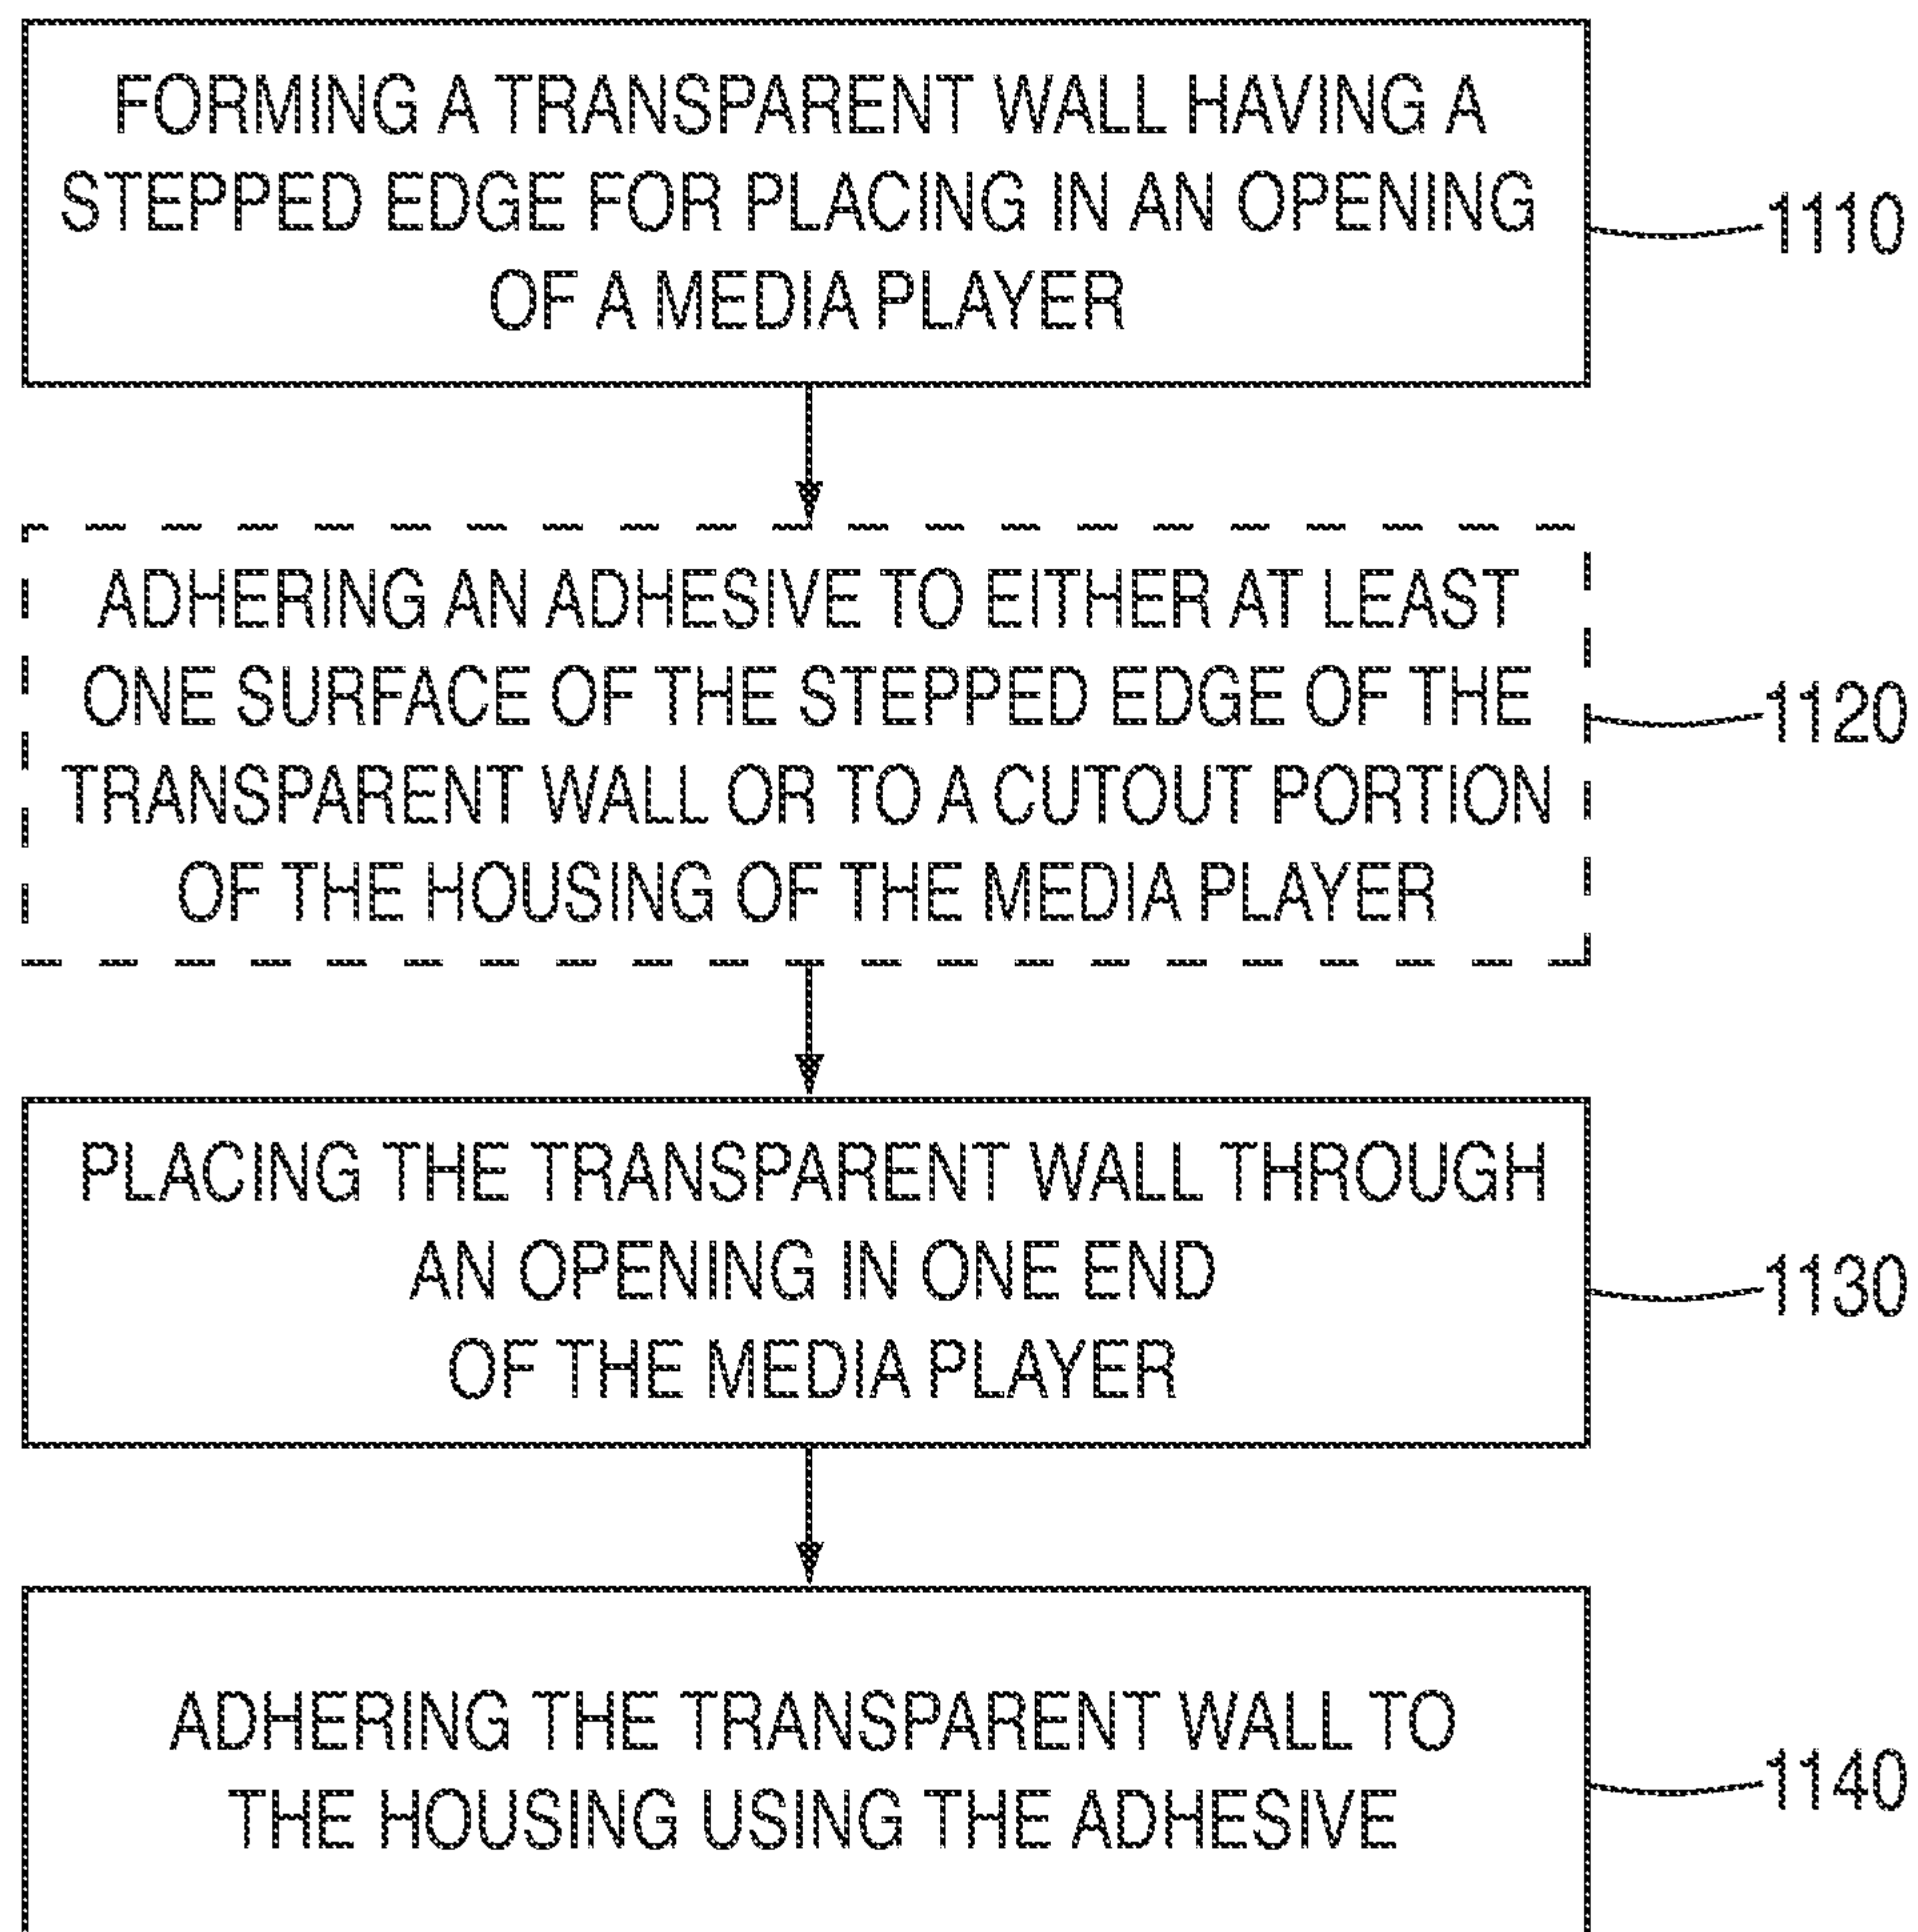 FORMING A TRANSPARENT WALL HAVING A
STEPPED EDGE FOR PLACING IN AN OPENING
OF A MEDIA PLAYER
1110
ADHERING AN ADHESIVE TO EITHER AT LEAST
ONE SURFACE OF THE STEPPED EDGE OF THE
TRANSPARENT WALL OR TO A CUTOUT PORTION
OF THE HOUSING OF THE MEDIA PLAYER
1120
PLACING THE TRANSPARENT WALL THROUGH
AN OPENING IN ONE END
OF THE MEDIA PLAYER
1130
ADHERING THE TRANSPARENT WALL TO
THE HOUSING USING THE ADHESIVE
1140